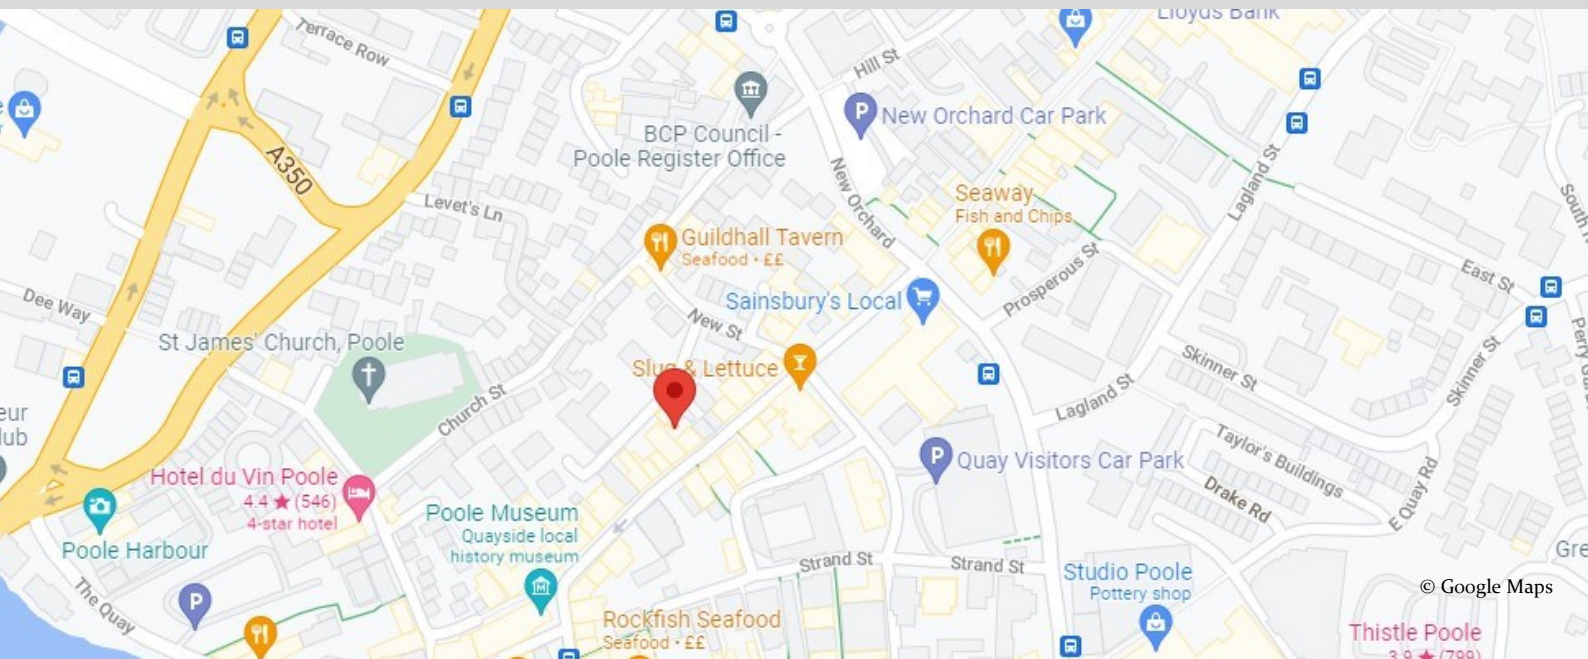 Lloyds Bank
Terrace Row
Hill St
New Orchard Car Park
BCP Council -
Poole Register Office
A350
Levet's Ln
New Orchard
Seaway
Fish and Chips
Lagland St
Guildhall Tavern
Seafood · ££
Prosperous St
East St
Dee Way
Sainsbury's Local
New St
St James' Church, Poole
Slug & Lettuce
Skinner St
Skinner St
Church St
Lagland St
Taylor's Buildings
Quay Visitors Car Park
Hotel du Vin Poole
4.4 ★ (546)
4-star hotel
Drake Rd
E Quay Rd
Poole Museum
Quayside local
history museum
Poole Harbour
Strand St
Strand St
The Quay
Studio Poole
Pottery shop
© Google Maps
Rockfish Seafood
Seafood · ££
Thistle Poole
3.9 ★ (799)